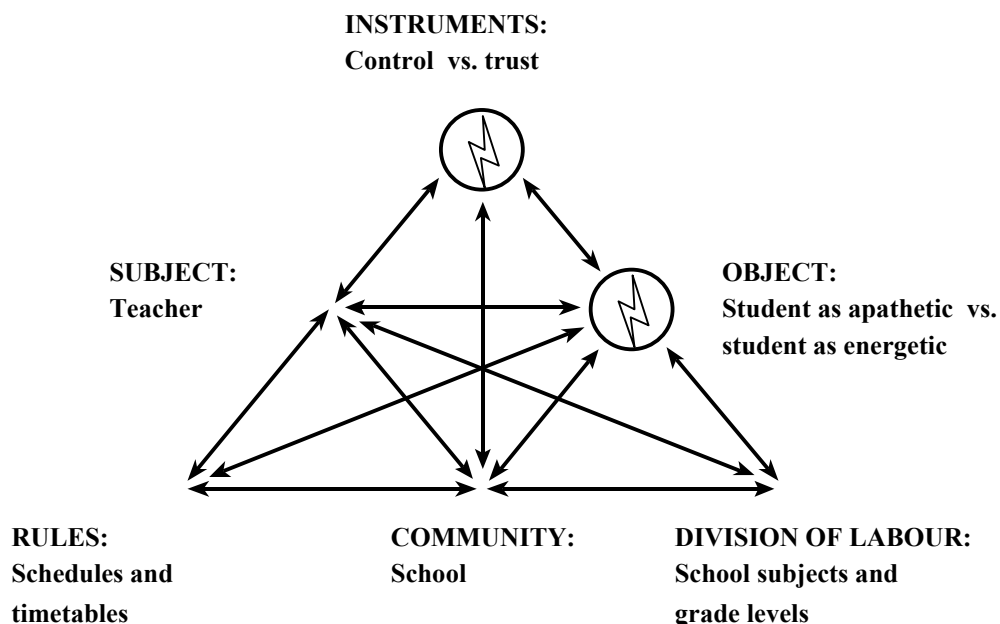 INSTRUMENTS:
Control vs. trust
SUBJECT:
Teacher
OBJECT:
Student as apathetic vs.
student as energetic
RULES:
Schedules and
timetables
COMMUNITY:
School
DIVISION OF LABOUR:
School subjects and
grade levels